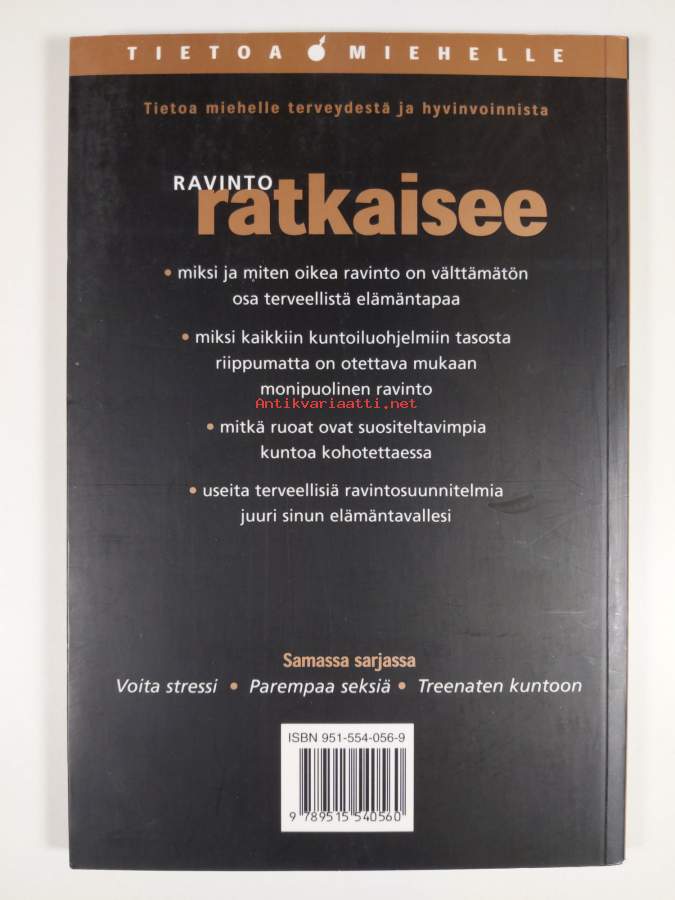 TIETOA MIEHELLE
Tietoa miehelle terveydestä ja hyvinvoinnista
RAVINTO
ratkaisee
• miksi ja miten oikea ravinto on välttämätön
osa terveellistä elämäntapaa
• miksi kaikkiin kuntoiluohjelmiin tasosta
riippumatta on otettava mukaan
monipuolinen ravinto
Antikvariaatti.net
• mitkä ruoat ovat suositeltavimpia
kuntoa kohotettaessa
• useita terveellisiä ravintosuunnitelmia
juuri sinun elämäntavallesi
Samassa sarjassa
Voita stressi • Parempaa seksiä • Treenaten kuntoon
ISBN 951-554-056-9
9 789515 540560